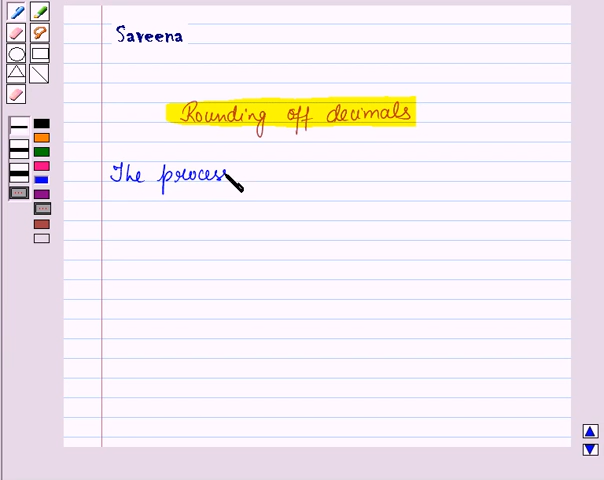 Saveena
Rounding off decimals
The process